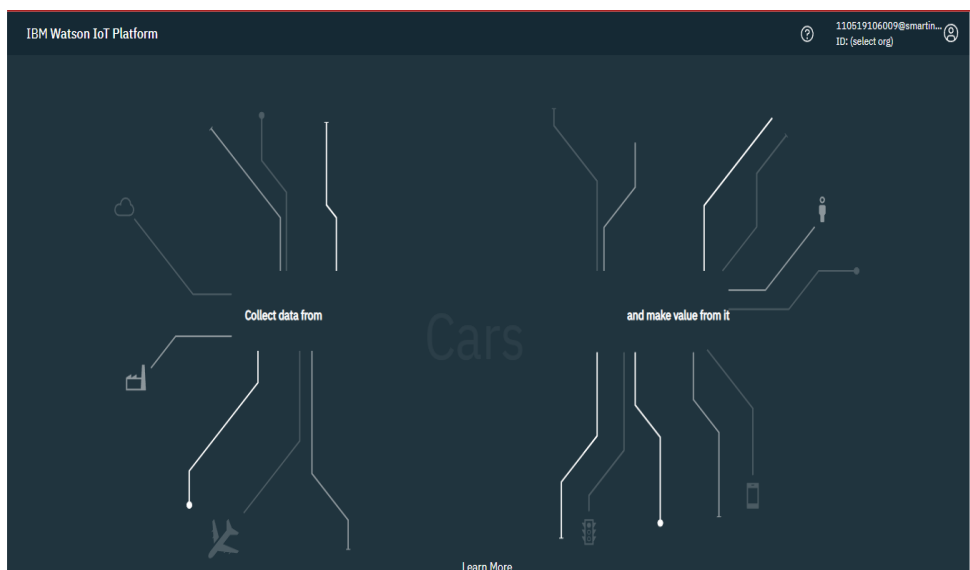 IBM Watson IoT Platform
110519106009@smartin...
ID: (select org)
Collect data from
Cars
and make value from it
Learn More